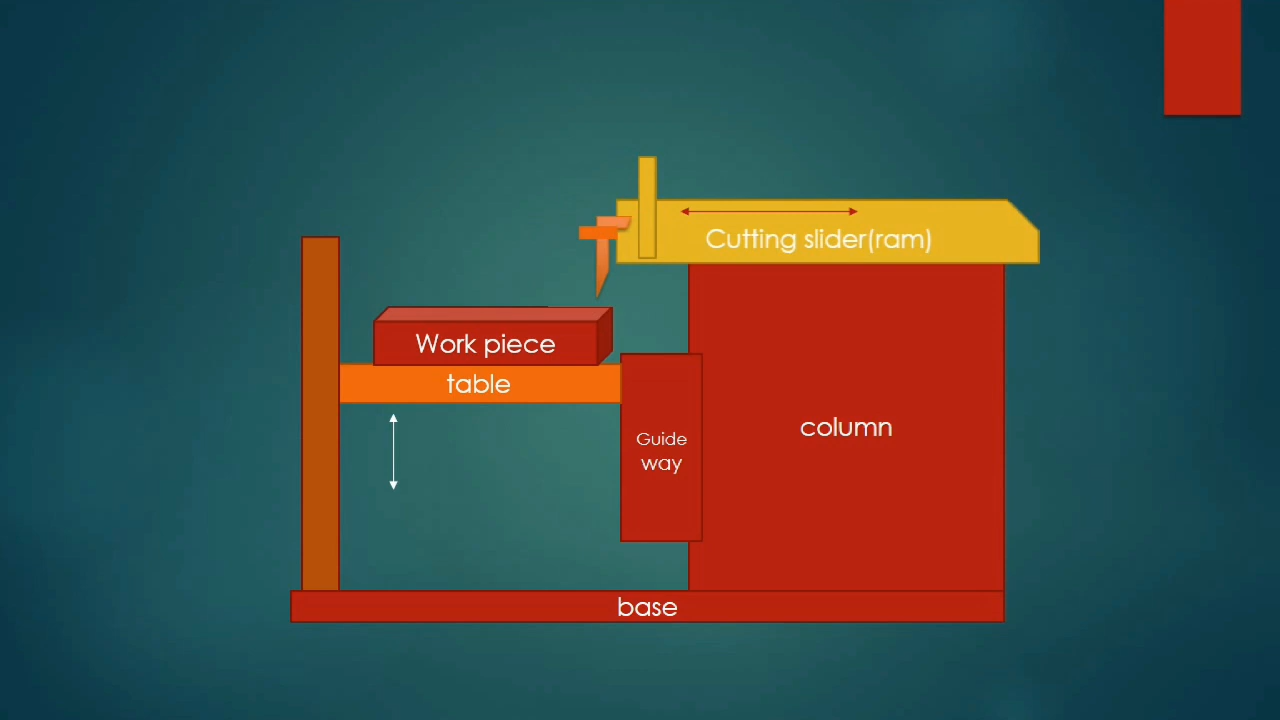 Cutting slider(ram)
Work piece
table
Guide
way
column
base